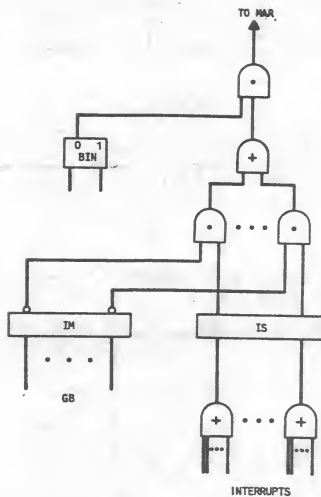 TO MAR
•
0 1
BIN
+
• • • • •
IM
IS
• • •
GB
+ • • • +
••• •••
INTERRUPTS